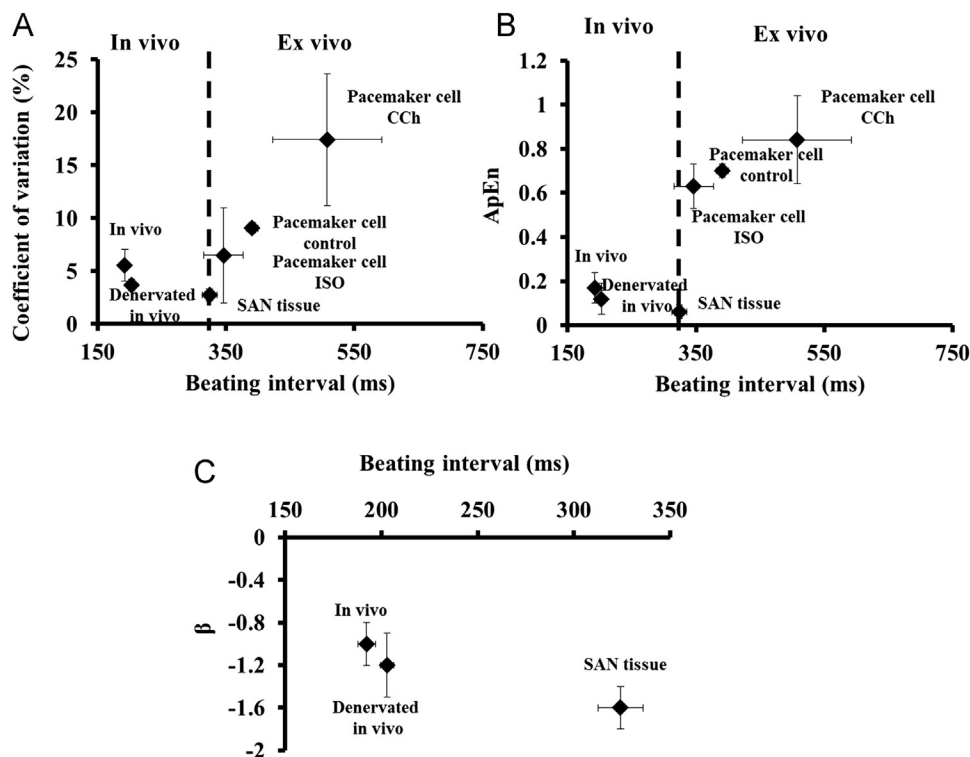 A
In vivo
Ex vivo
Coefficient of variation (%)
25
20
15
10
5
0
Pacemaker cell
CCh
In vivo
Pacemaker cell
control
Denervated
in vivo
Pacemaker cell
ISO
SAN tissue
150
350
550
750
Beating interval (ms)
B
In vivo
Ex vivo
ApEn
1.2
1
0.8
0.6
0.4
0.2
0
Pacemaker cell
CCh
Pacemaker cell
control
Pacemaker cell
ISO
In vivo
Denervated
in vivo
SAN tissue
150
350
550
750
Beating interval (ms)
C
Beating interval (ms)
150
200
250
300
350
β
0
-0.4
-0.8
-1.2
-1.6
-2
In vivo
Denervated
in vivo
SAN tissue